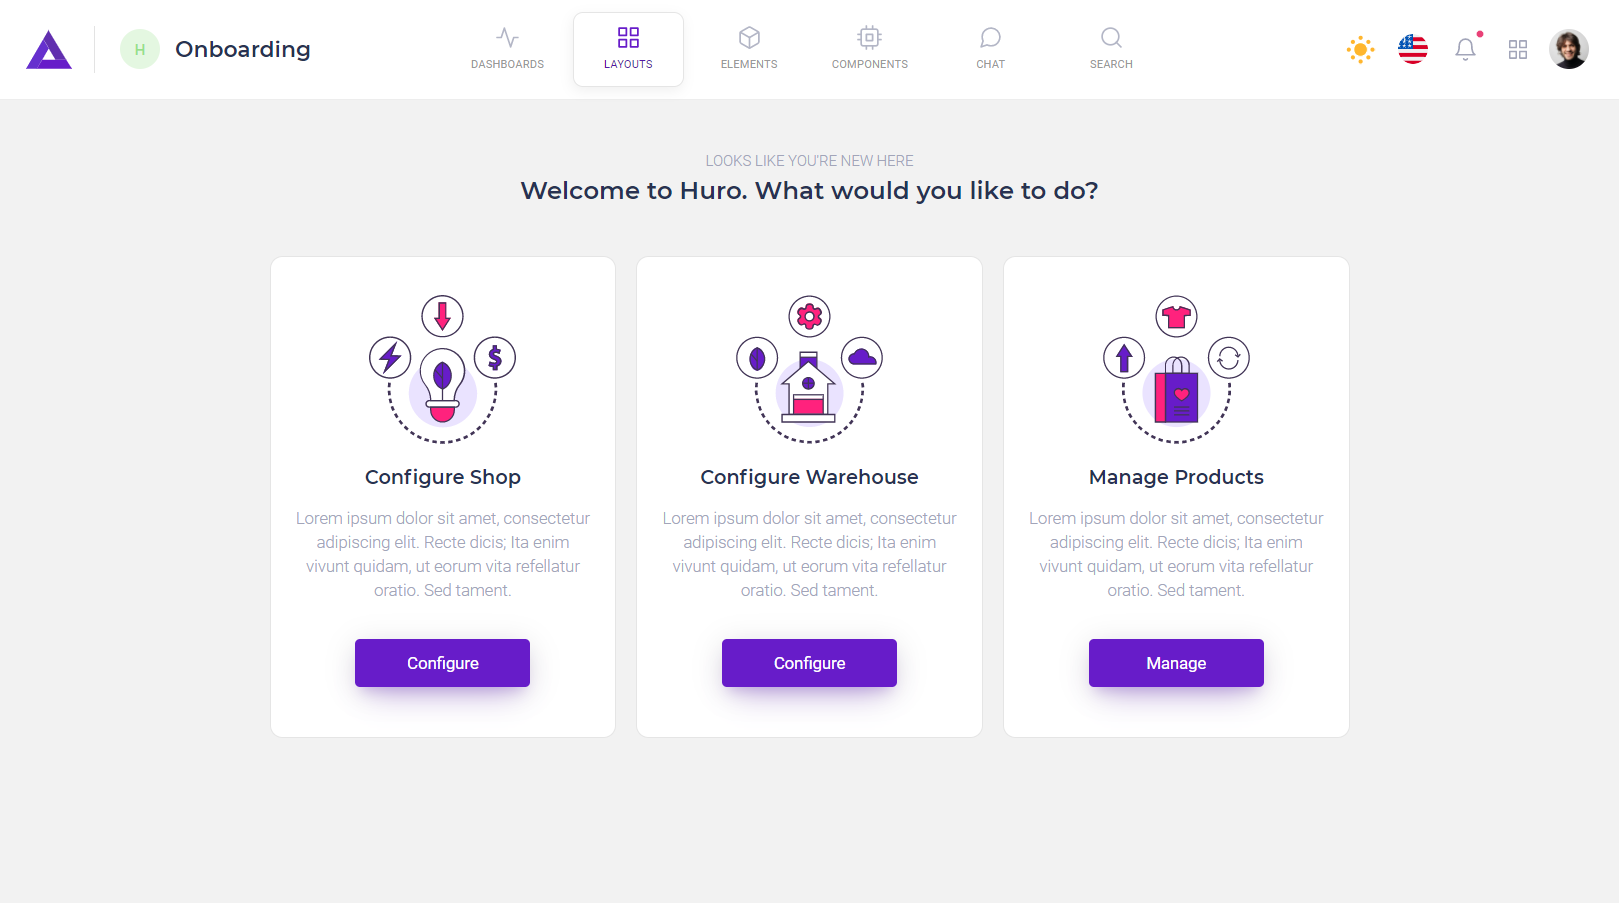 H
Onboarding
DASHBOARDS
LAYOUTS
ELEMENTS
COMPONENTS
CHAT
SEARCH
LOOKS LIKE YOU'RE NEW HERE
Welcome to Huro. What would you like to do?
Configure Shop
Lorem ipsum dolor sit amet, consectetur
adipiscing elit. Recte dicis; Ita enim
vivunt quidam, ut eorum vita refellatur
oratio. Sed tament.
Configure
Configure Warehouse
Lorem ipsum dolor sit amet, consectetur
adipiscing elit. Recte dicis; Ita enim
vivunt quidam, ut eorum vita refellatur
oratio. Sed tament.
Configure
Manage Products
Lorem ipsum dolor sit amet, consectetur
adipiscing elit. Recte dicis; Ita enim
vivunt quidam, ut eorum vita refellatur
oratio. Sed tament.
Manage